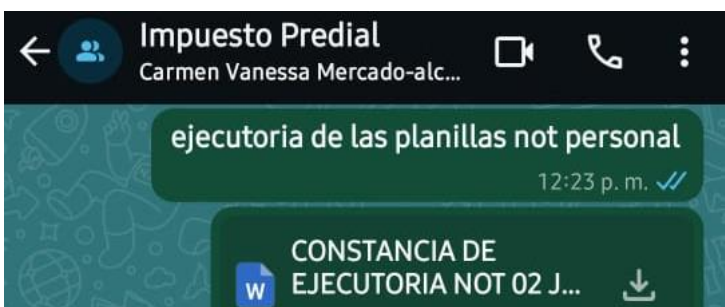 Impuesto Predial
Carmen Vanessa Mercado-alc...
ejecutoria de las planillas not personal
12:23 p. m.
CONSTANCIA DE
W EJECUTORIA NOT 02 J...